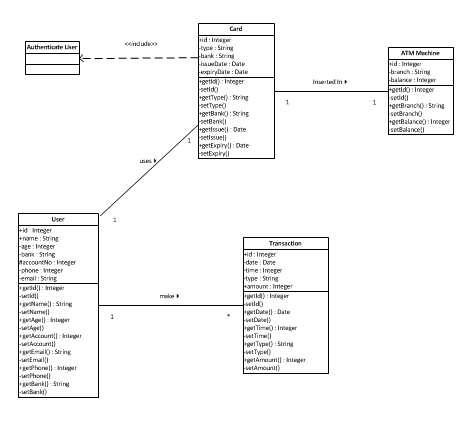 Card
+id : Integer
-type : String
-bank : String
-issueDate : Date
-expiryDate : Date
+getId() : Integer
-setId()
+getType() : String
-setType()
+getBank() : String
-setBank()
+getIssue() : Date
-setIssue()
+getExpiry() : Date
-setExpiry()
Authenticate User
<<include>>
ATM Machine
+id : Integer
-branch : String
-balance : Integer
+getId() : Integer
-setId()
+getBranch() : String
-setBranch()
+getBalance() : Integer
-setBalance()
Inserted In
1
1
1
uses
1
User
+id : Integer
+name : String
-age : Integer
-bank : String
#accountNo : Integer
-phone : Integer
-email : String
+getId() : Integer
-setId()
+getName() : String
-setName()
+getAge() : Integer
-setAge()
+getAccount() : Integer
-setAccount()
+getEmail() : String
-setEmail()
+getPhone() : Integer
-setPhone()
+getBank() : String
-setBank()
make
1
*
Transaction
+id : Integer
-date : Date
-time : Integer
-type : String
+amount : Integer
+getId() : Integer
-setId()
+getDate() : Date
-setDate()
+getTime() : Integer
-setTime()
+getType() : String
-setType()
+getAmount() : Integer
-setAmount()